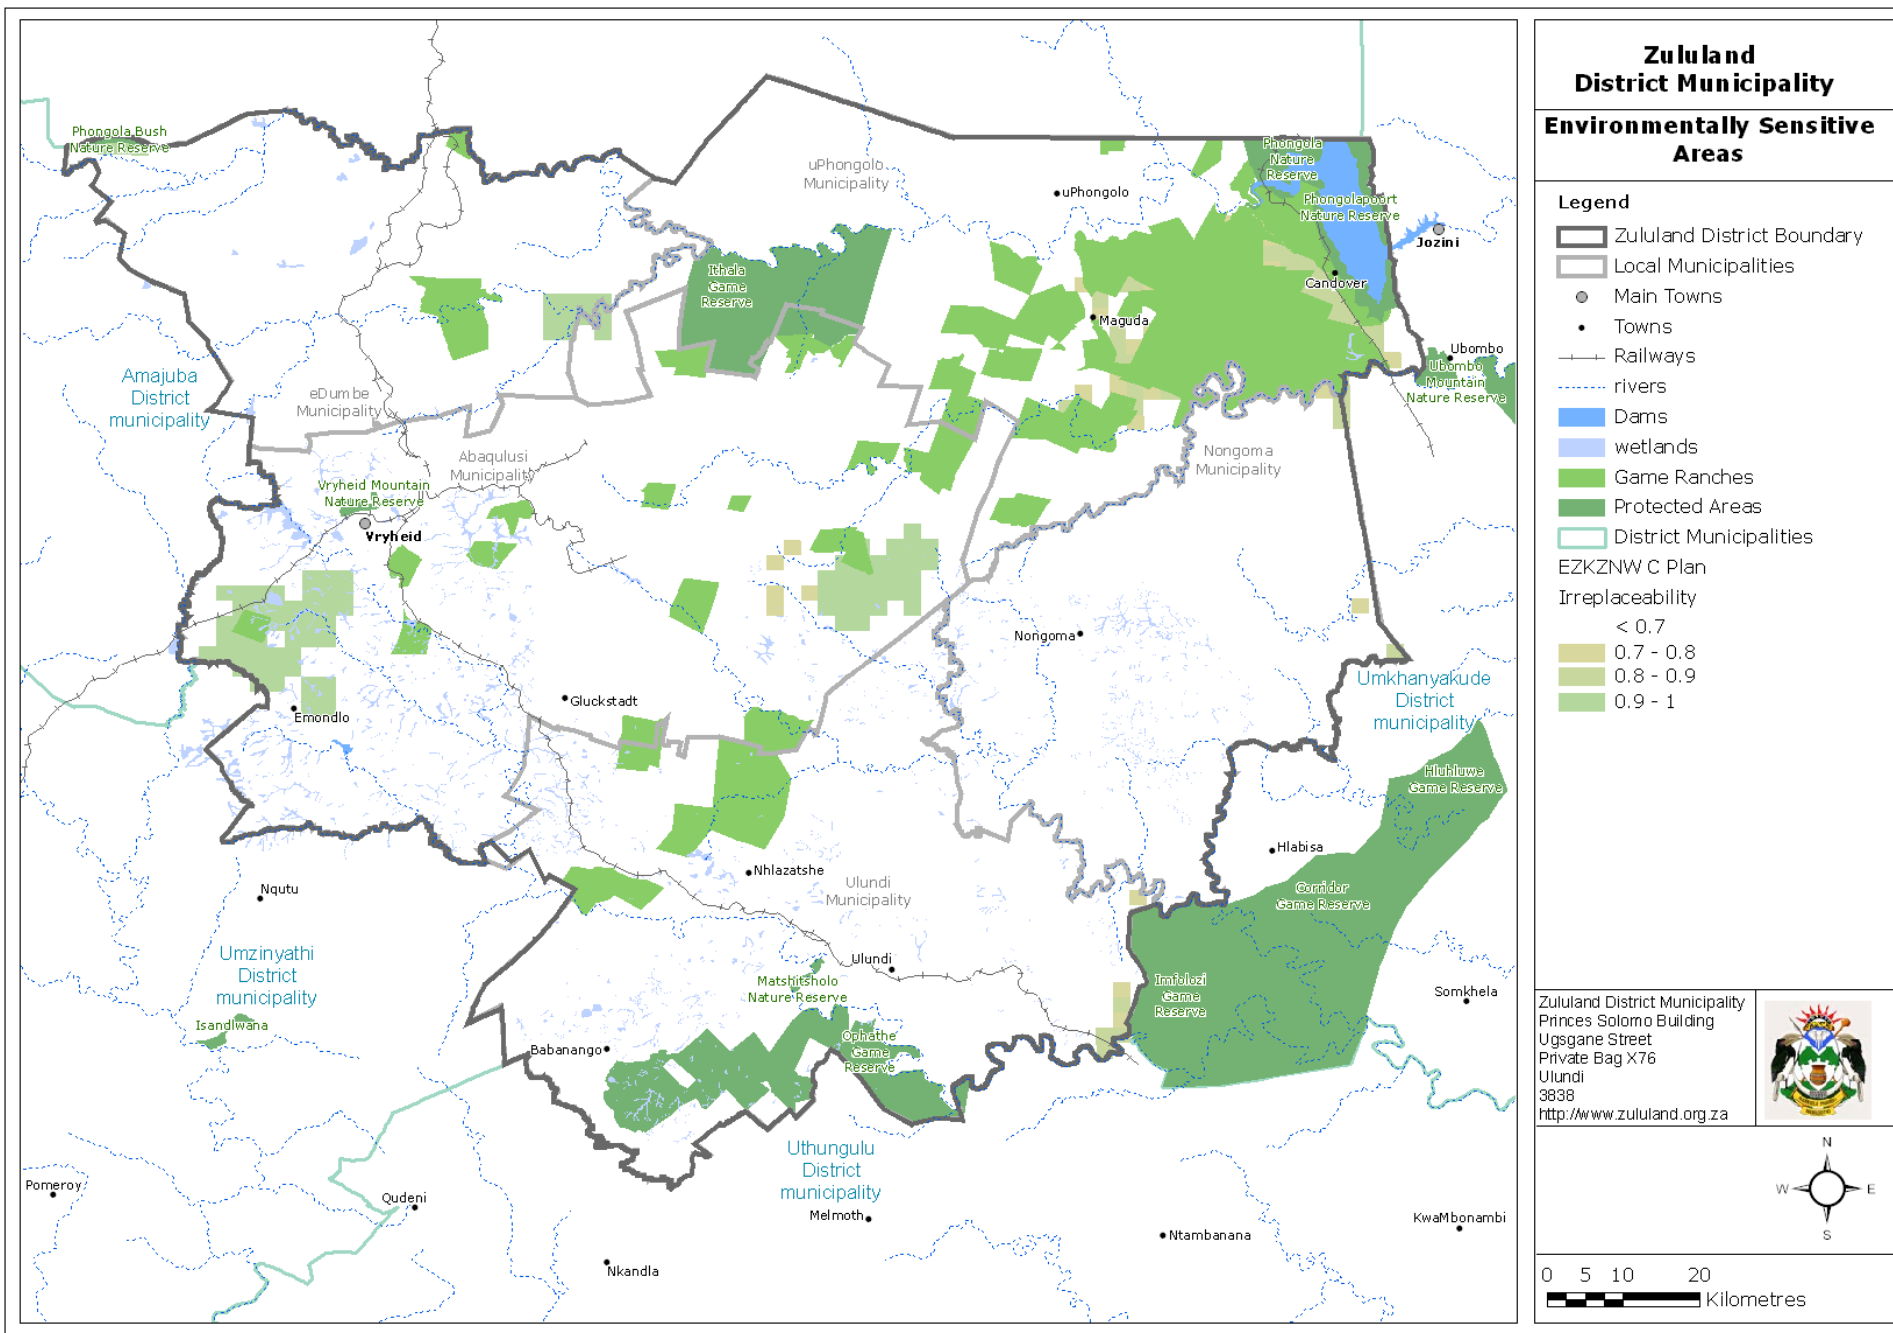 Zululand
District Municipality
Environmentally Sensitive
Areas
Legend
Zululand District Boundary
Local Municipalities
Main Towns
Towns
Railways
rivers
Dams
wetlands
Game Ranches
Protected Areas
District Municipalities
EZKZNW C Plan
Irreplaceability
< 0.7
0.7 - 0.8
0.8 - 0.9
0.9 - 1
Zululand District Municipality
Princes Solomo Building
Ugsgane Street
Private Bag X76
Ulundi
3838
http://www.zululand.org.za
N
W
E
S
0 5 10 20
Kilometres
Phongola Bush
Nature Reserve
uPhongolo
Municipality
uPhongolo
Phongola
Nature
Reserve
Phongolapoort
Nature Reserve
Jozini
Candover
Ithala
Game
Reserve
Maguda
Ubombo
Ubombo
Mountain
Nature Reserve
Amajuba
District
municipality
eDumbe
Municipality
Abaqulusi
Municipality
Nongoma
Municipality
Vryheid Mountain
Nature Reserve
Vryheid
Nongoma
Umkhanyakude
District
municipality
Gluckstadt
Emondlo
Hluhluwe
Game Reserve
Hlabisa
Nhlazatshe
Ulundi
Municipality
Corridor
Game Reserve
Nqutu
Umzinyathi
District
municipality
Ulundi
Matshitsholo
Nature Reserve
Imfolozi
Game
Reserve
Somkhela
Isandlwana
Babanango
Ophathe
Game
Reserve
Uthungulu
District
municipality
Pomeroy
Qudeni
Melmoth
KwaMbonambi
Ntambanana
Nkandla